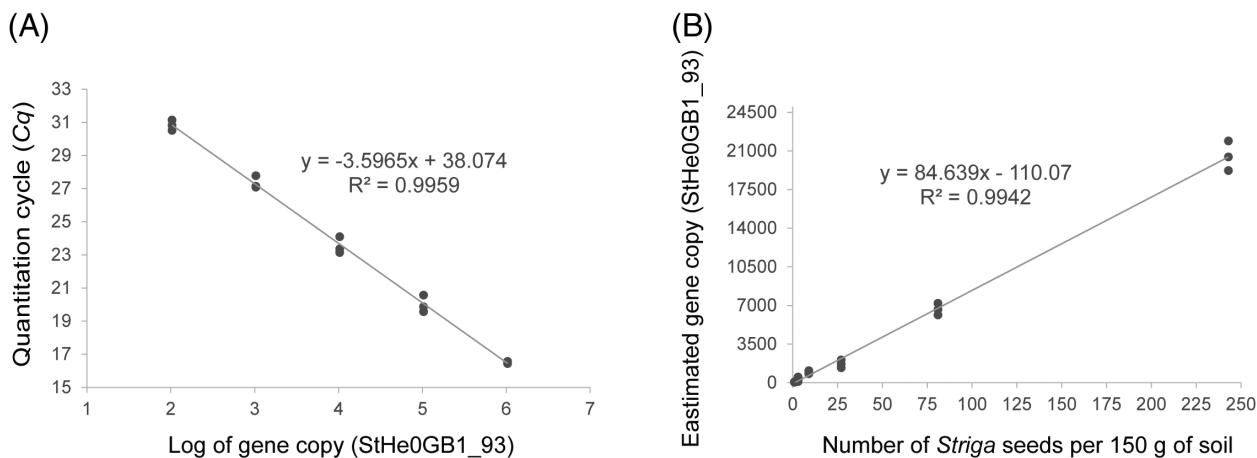 (A)
Quantitation cycle (Cq)
33
31
29
27
25
23
21
19
17
15
y = -3.5965x + 38.074
R² = 0.9959
1 2 3 4 5 6 7
Log of gene copy (StHe0GB1_93)
(B)
Eastimated gene copy (StHe0GB1_93)
24500
21000
17500
14000
10500
7000
3500
0
y = 84.639x - 110.07
R² = 0.9942
0 25 50 75 100 125 150 175 200 225 250
Number of Striga seeds per 150 g of soil